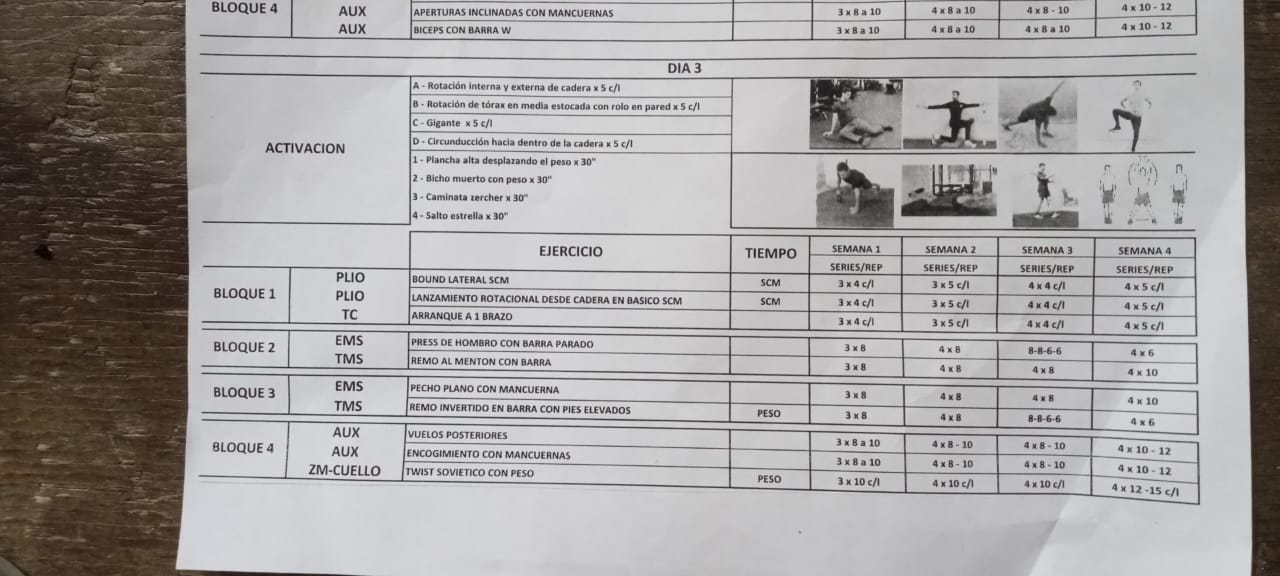 BLOQUE 4 AUX APERTURAS INCLINADAS CON MANCUERNAS 3 x 8 a 10 4 x 8 a 10 4 x 8 - 10 4 x 10 - 12
AUX BICEPS CON BARRA W 3 x 8 a 10 4 x 8 a 10 4 x 8 a 10 4 x 10 - 12
DIA 3
ACTIVACION
A - Rotación interna y externa de cadera x 5 c/l
B - Rotación de tórax en media estocada con rolo en pared x 5 c/l
C - Gigante x 5 c/l
D - Circunducción hacia dentro de la cadera x 5 c/l
1 - Plancha alta desplazando el peso x 30"
2 - Bicho muerto con peso x 30"
3 - Caminata zercher x 30"
4 - Salto estrella x 30"
EJERCICIO TIEMPO SEMANA 1 SEMANA 2 SEMANA 3 SEMANA 4
SERIES/REP SERIES/REP SERIES/REP SERIES/REP
BLOQUE 1 PLIO BOUND LATERAL SCM SCM 3 x 4 c/l 3 x 5 c/l 4 x 4 c/l 4 x 5 c/l
PLIO LANZAMIENTO ROTACIONAL DESDE CADERA EN BASICO SCM SCM 3 x 4 c/l 3 x 5 c/l 4 x 4 c/l 4 x 5 c/l
TC ARRANQUE A 1 BRAZO 3 x 4 c/l 3 x 5 c/l 4 x 4 c/l 4 x 5 c/l
BLOQUE 2 EMS PRESS DE HOMBRO CON BARRA PARADO 3 x 8 4 x 8 8-8-6-6 4 x 6
TMS REMO AL MENTON CON BARRA 3 x 8 4 x 8 4 x 8 4 x 10
BLOQUE 3 EMS PECHO PLANO CON MANCUERNA 3 x 8 4 x 8 4 x 8 4 x 10
TMS REMO INVERTIDO EN BARRA CON PIES ELEVADOS PESO 3 x 8 4 x 8 8-8-6-6 4 x 6
BLOQUE 4 AUX VUELOS POSTERIORES 3 x 8 a 10 4 x 8 - 10 4 x 8 - 10 4 x 10 - 12
AUX ENCOGIMIENTO CON MANCUERNAS 3 x 8 a 10 4 x 8 - 10 4 x 8 - 10 4 x 10 - 12
ZM-CUELLO TWIST SOVIETICO CON PESO PESO 3 x 10 c/l 4 x 10 c/l 4 x 10 c/l 4 x 12 -15 c/l